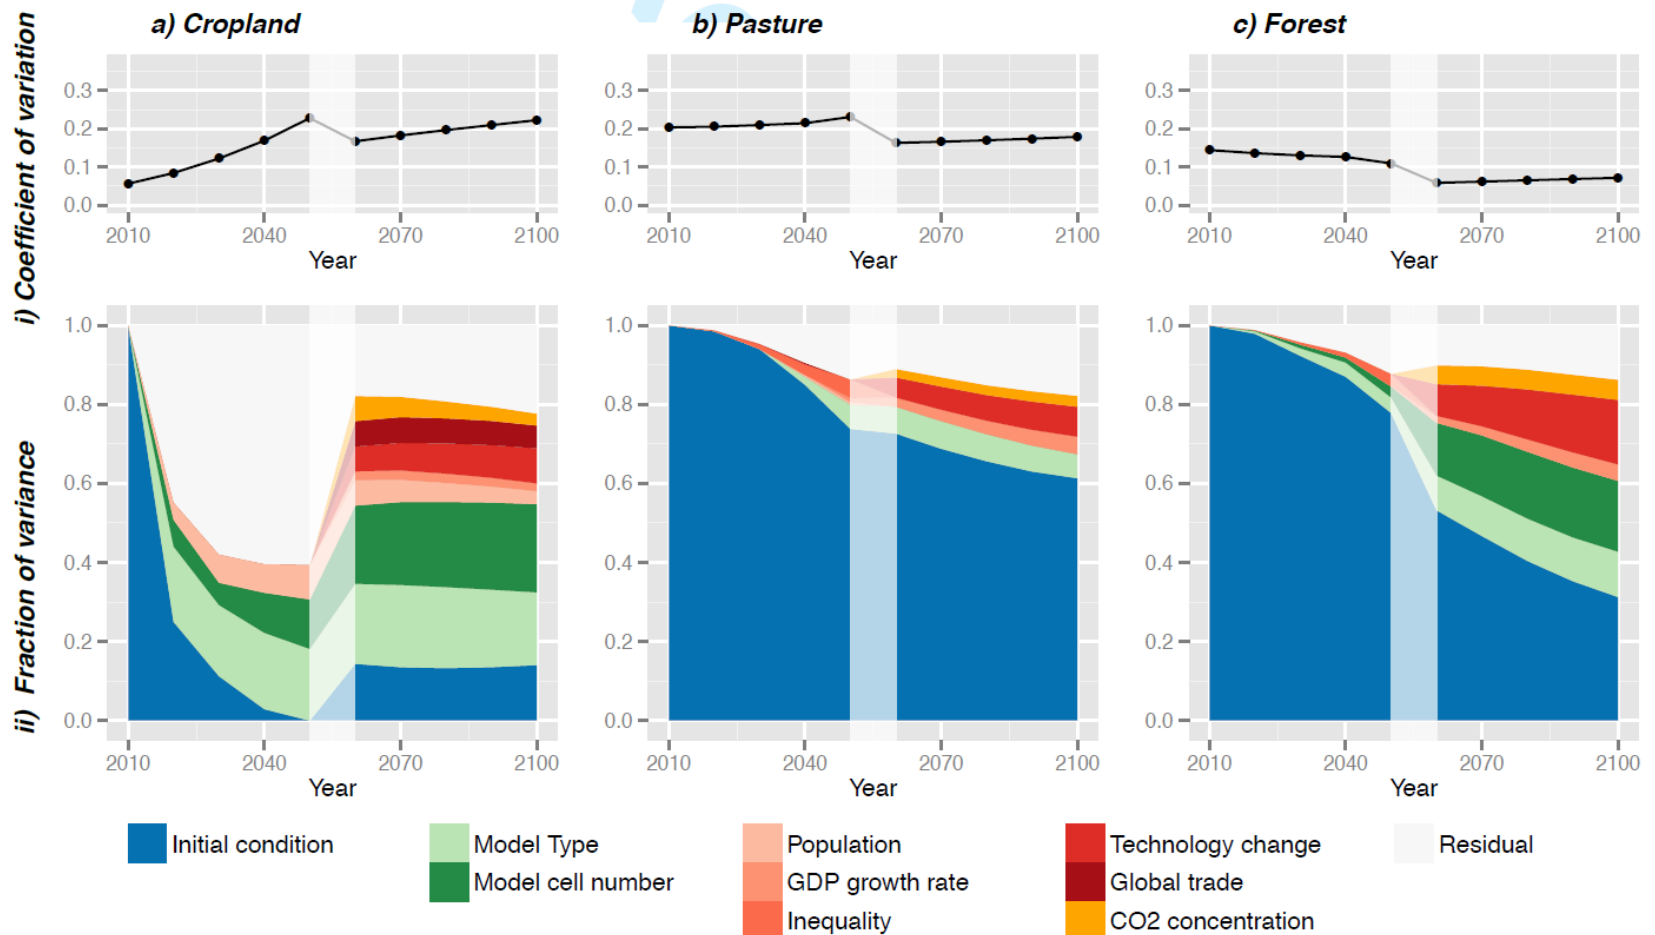 a) Cropland
b) Pasture
c) Forest
i) Coefficient of variation
0.3
0.2
0.1
0.0
2010 2040 2070 2100
Year
0.3
0.2
0.1
0.0
2010 2040 2070 2100
Year
0.3
0.2
0.1
0.0
2010 2040 2070 2100
Year
ii) Fraction of variance
1.0
0.8
0.6
0.4
0.2
0.0
2010 2040 2070 2100
Year
1.0
0.8
0.6
0.4
0.2
0.0
2010 2040 2070 2100
Year
1.0
0.8
0.6
0.4
0.2
0.0
2010 2040 2070 2100
Year
Initial condition
Model Type
Model cell number
Population
GDP growth rate
Inequality
Technology change
Global trade
CO2 concentration
Residual